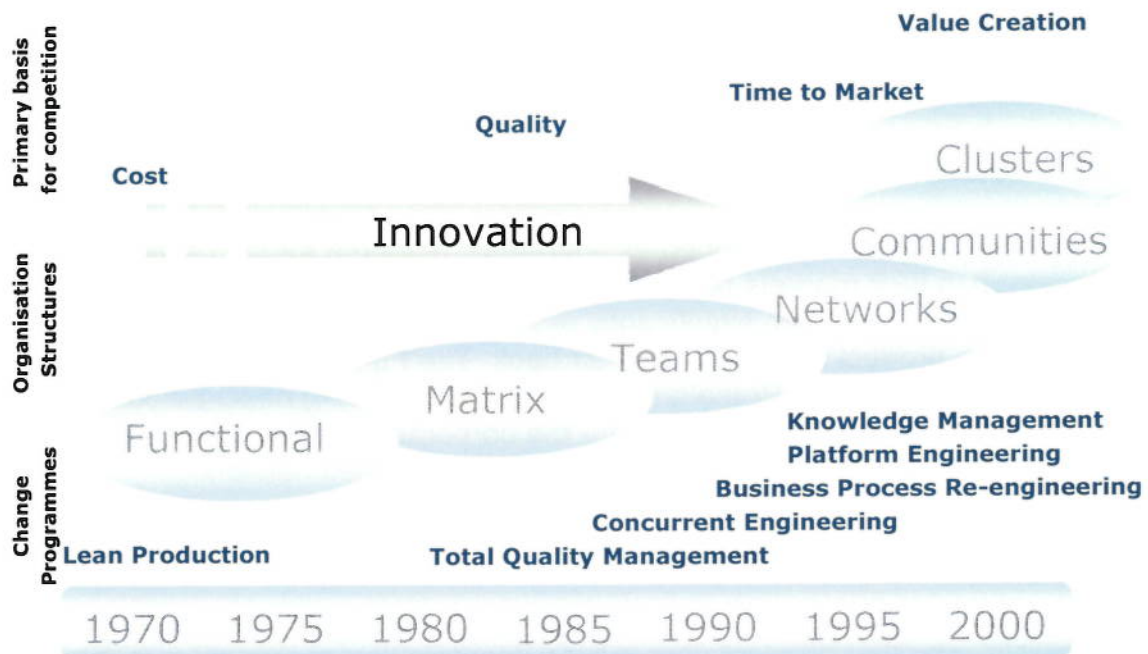 Primary basis
for competition
Organisation
Structures
Change
Programmes
Value Creation
Time to Market
Quality
Cost
Innovation
Clusters
Communities
Networks
Teams
Matrix
Functional
Knowledge Management
Platform Engineering
Business Process Re-engineering
Concurrent Engineering
Lean Production
Total Quality Management
1970 1975 1980 1985 1990 1995 2000